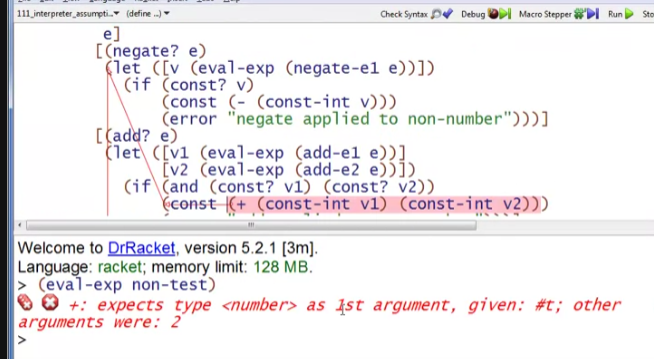 111_interpreter_assumpti... (define ...) Check Syntax Debug Macro Stepper Run Sto
e]
[(negate? e)
(let ([v (eval-exp (negate-e1 e))])
(if (const? v)
(const (- (const-int v)))
(error "negate applied to non-number")))]
[(add? e)
(let ([v1 (eval-exp (add-e1 e))]
[v2 (eval-exp (add-e2 e))])
(if (and (const? v1) (const? v2))
(const (+ (const-int v1) (const-int v2)))
Welcome to DrRacket, version 5.2.1 [3m].
Language: racket; memory limit: 128 MB.
> (eval-exp non-test)
+: expects type <number> as 1st argument, given: #t; other
arguments were: 2
>